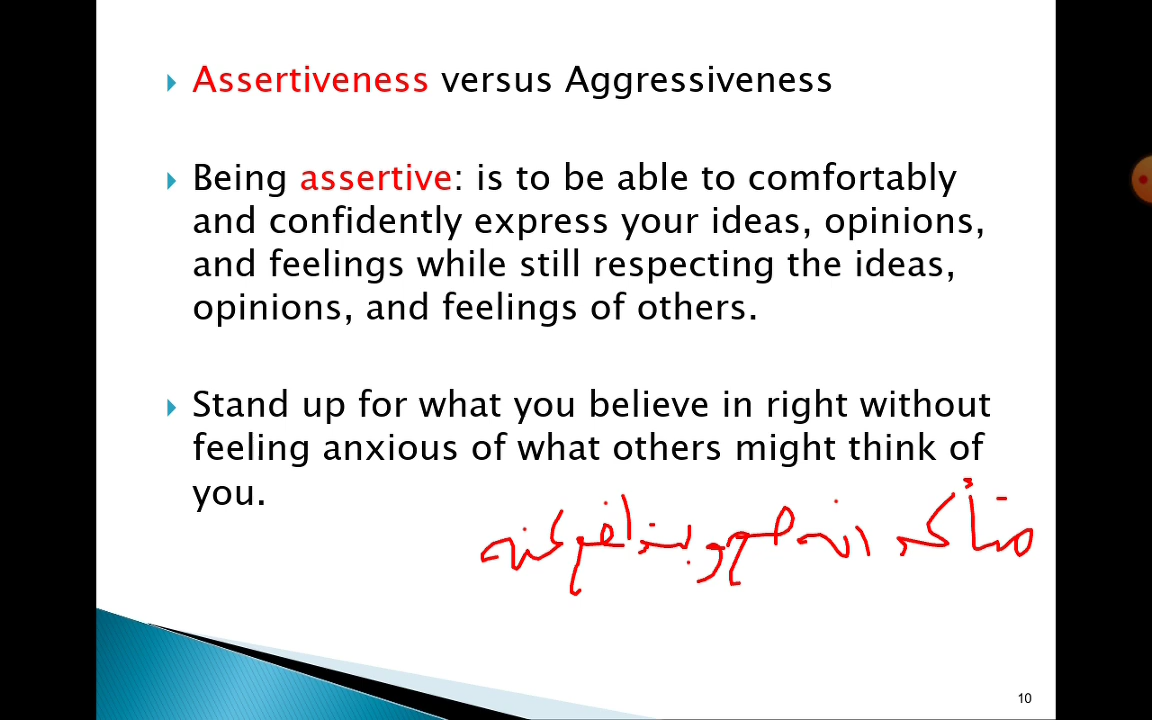 Assertiveness versus Aggressiveness
Being assertive: is to be able to comfortably
and confidently express your ideas, opinions,
and feelings while still respecting the ideas,
opinions, and feelings of others.
Stand up for what you believe in right without
feeling anxious of what others might think of
you.
متأكد انه صح وبتدافع عنه
10